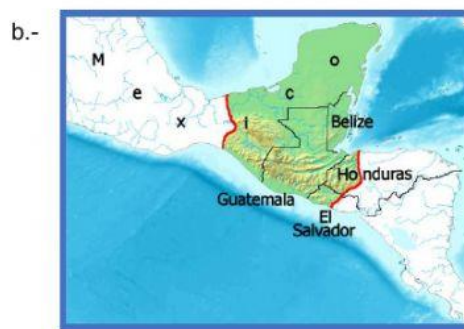 b.-
M
e
x
i
c
o
Belize
Honduras
Guatemala
El
Salvador